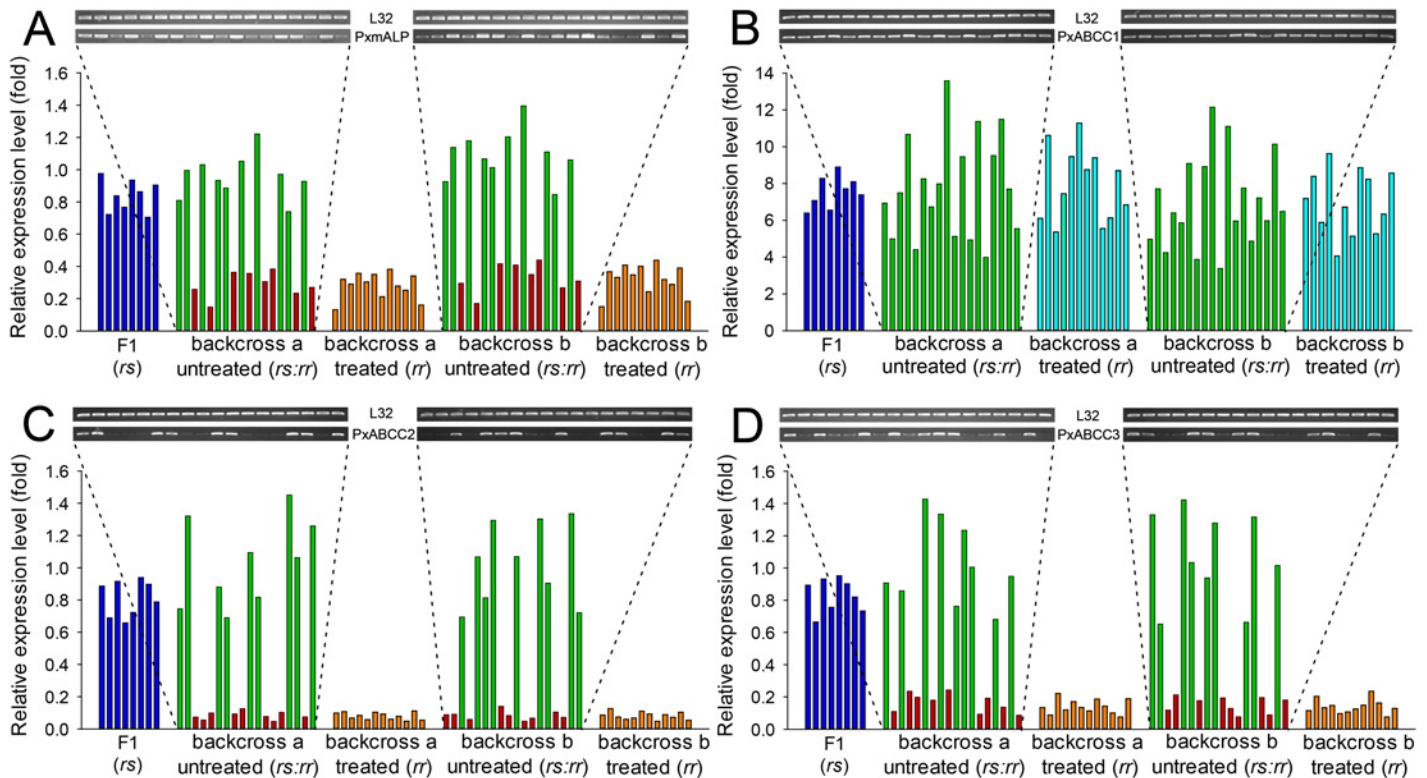 A
L32
PxmALP
Relative expression level (fold)
1.6
1.4
1.2
1.0
0.8
0.6
0.4
0.2
0.0
F1
(rs)
backcross a
untreated (rs:rr)
backcross a
treated (rr)
backcross b
untreated (rs:rr)
backcross b
treated (rr)
B
L32
PxABCC1
Relative expression level (fold)
14
12
10
8
6
4
2
0
F1
(rs)
backcross a
untreated (rs:rr)
backcross a
treated (rr)
backcross b
untreated (rs:rr)
backcross b
treated (rr)
C
L32
PxABCC2
Relative expression level (fold)
1.6
1.4
1.2
1.0
0.8
0.6
0.4
0.2
0.0
F1
(rs)
backcross a
untreated (rs:rr)
backcross a
treated (rr)
backcross b
untreated (rs:rr)
backcross b
treated (rr)
D
L32
PxABCC3
Relative expression level (fold)
1.6
1.4
1.2
1.0
0.8
0.6
0.4
0.2
0.0
F1
(rs)
backcross a
untreated (rs:rr)
backcross a
treated (rr)
backcross b
untreated (rs:rr)
backcross b
treated (rr)